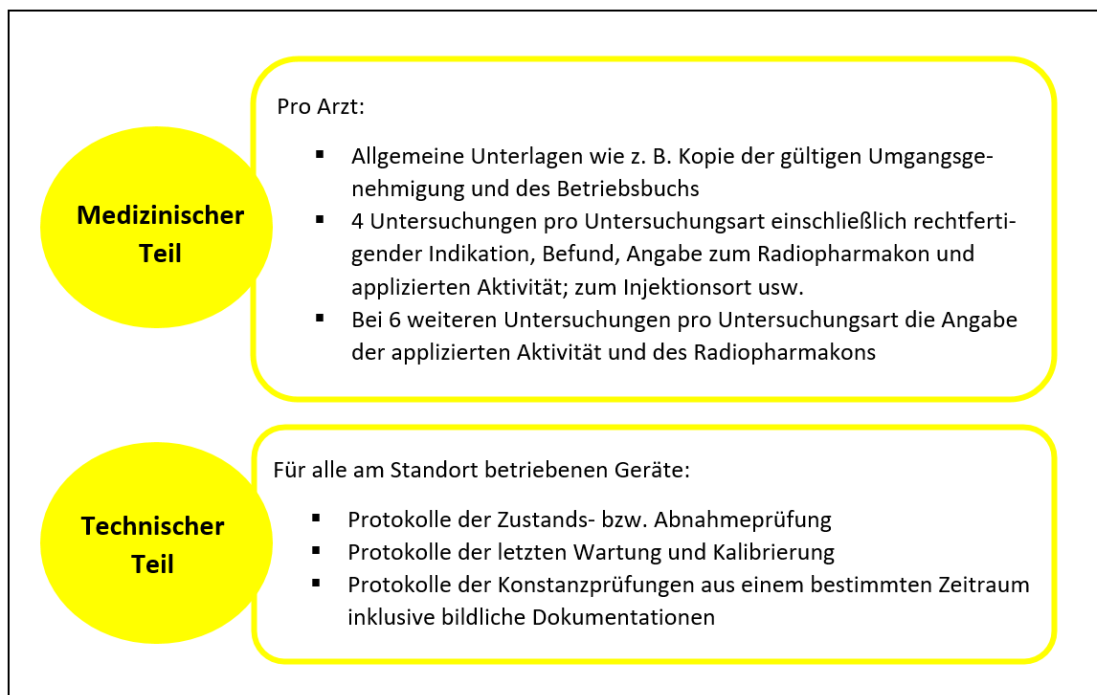 Medizinischer
Teil
Pro Arzt:
▪ Allgemeine Unterlagen wie z. B. Kopie der gültigen Umgangsge-
nehmigung und des Betriebsbuchs
▪ 4 Untersuchungen pro Untersuchungsart einschließlich rechtferti-
gender Indikation, Befund, Angabe zum Radiopharmakon und
applizierten Aktivität; zum Injektionsort usw.
▪ Bei 6 weiteren Untersuchungen pro Untersuchungsart die Angabe
der applizierten Aktivität und des Radiopharmakons
Technischer
Teil
Für alle am Standort betriebenen Geräte:
▪ Protokolle der Zustands- bzw. Abnahmeprüfung
▪ Protokolle der letzten Wartung und Kalibrierung
▪ Protokolle der Konstanzprüfungen aus einem bestimmten Zeitraum
inklusive bildliche Dokumentationen